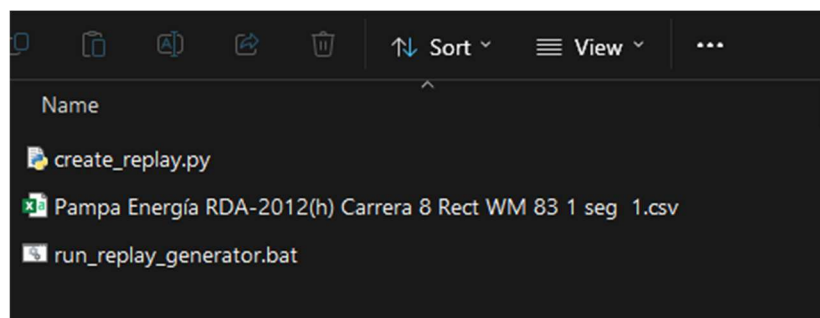 Sort View
Name
create_replay.py
Pampa Energía RDA-2012(h) Carrera 8 Rect WM 83 1 seg  1.csv
run_replay_generator.bat